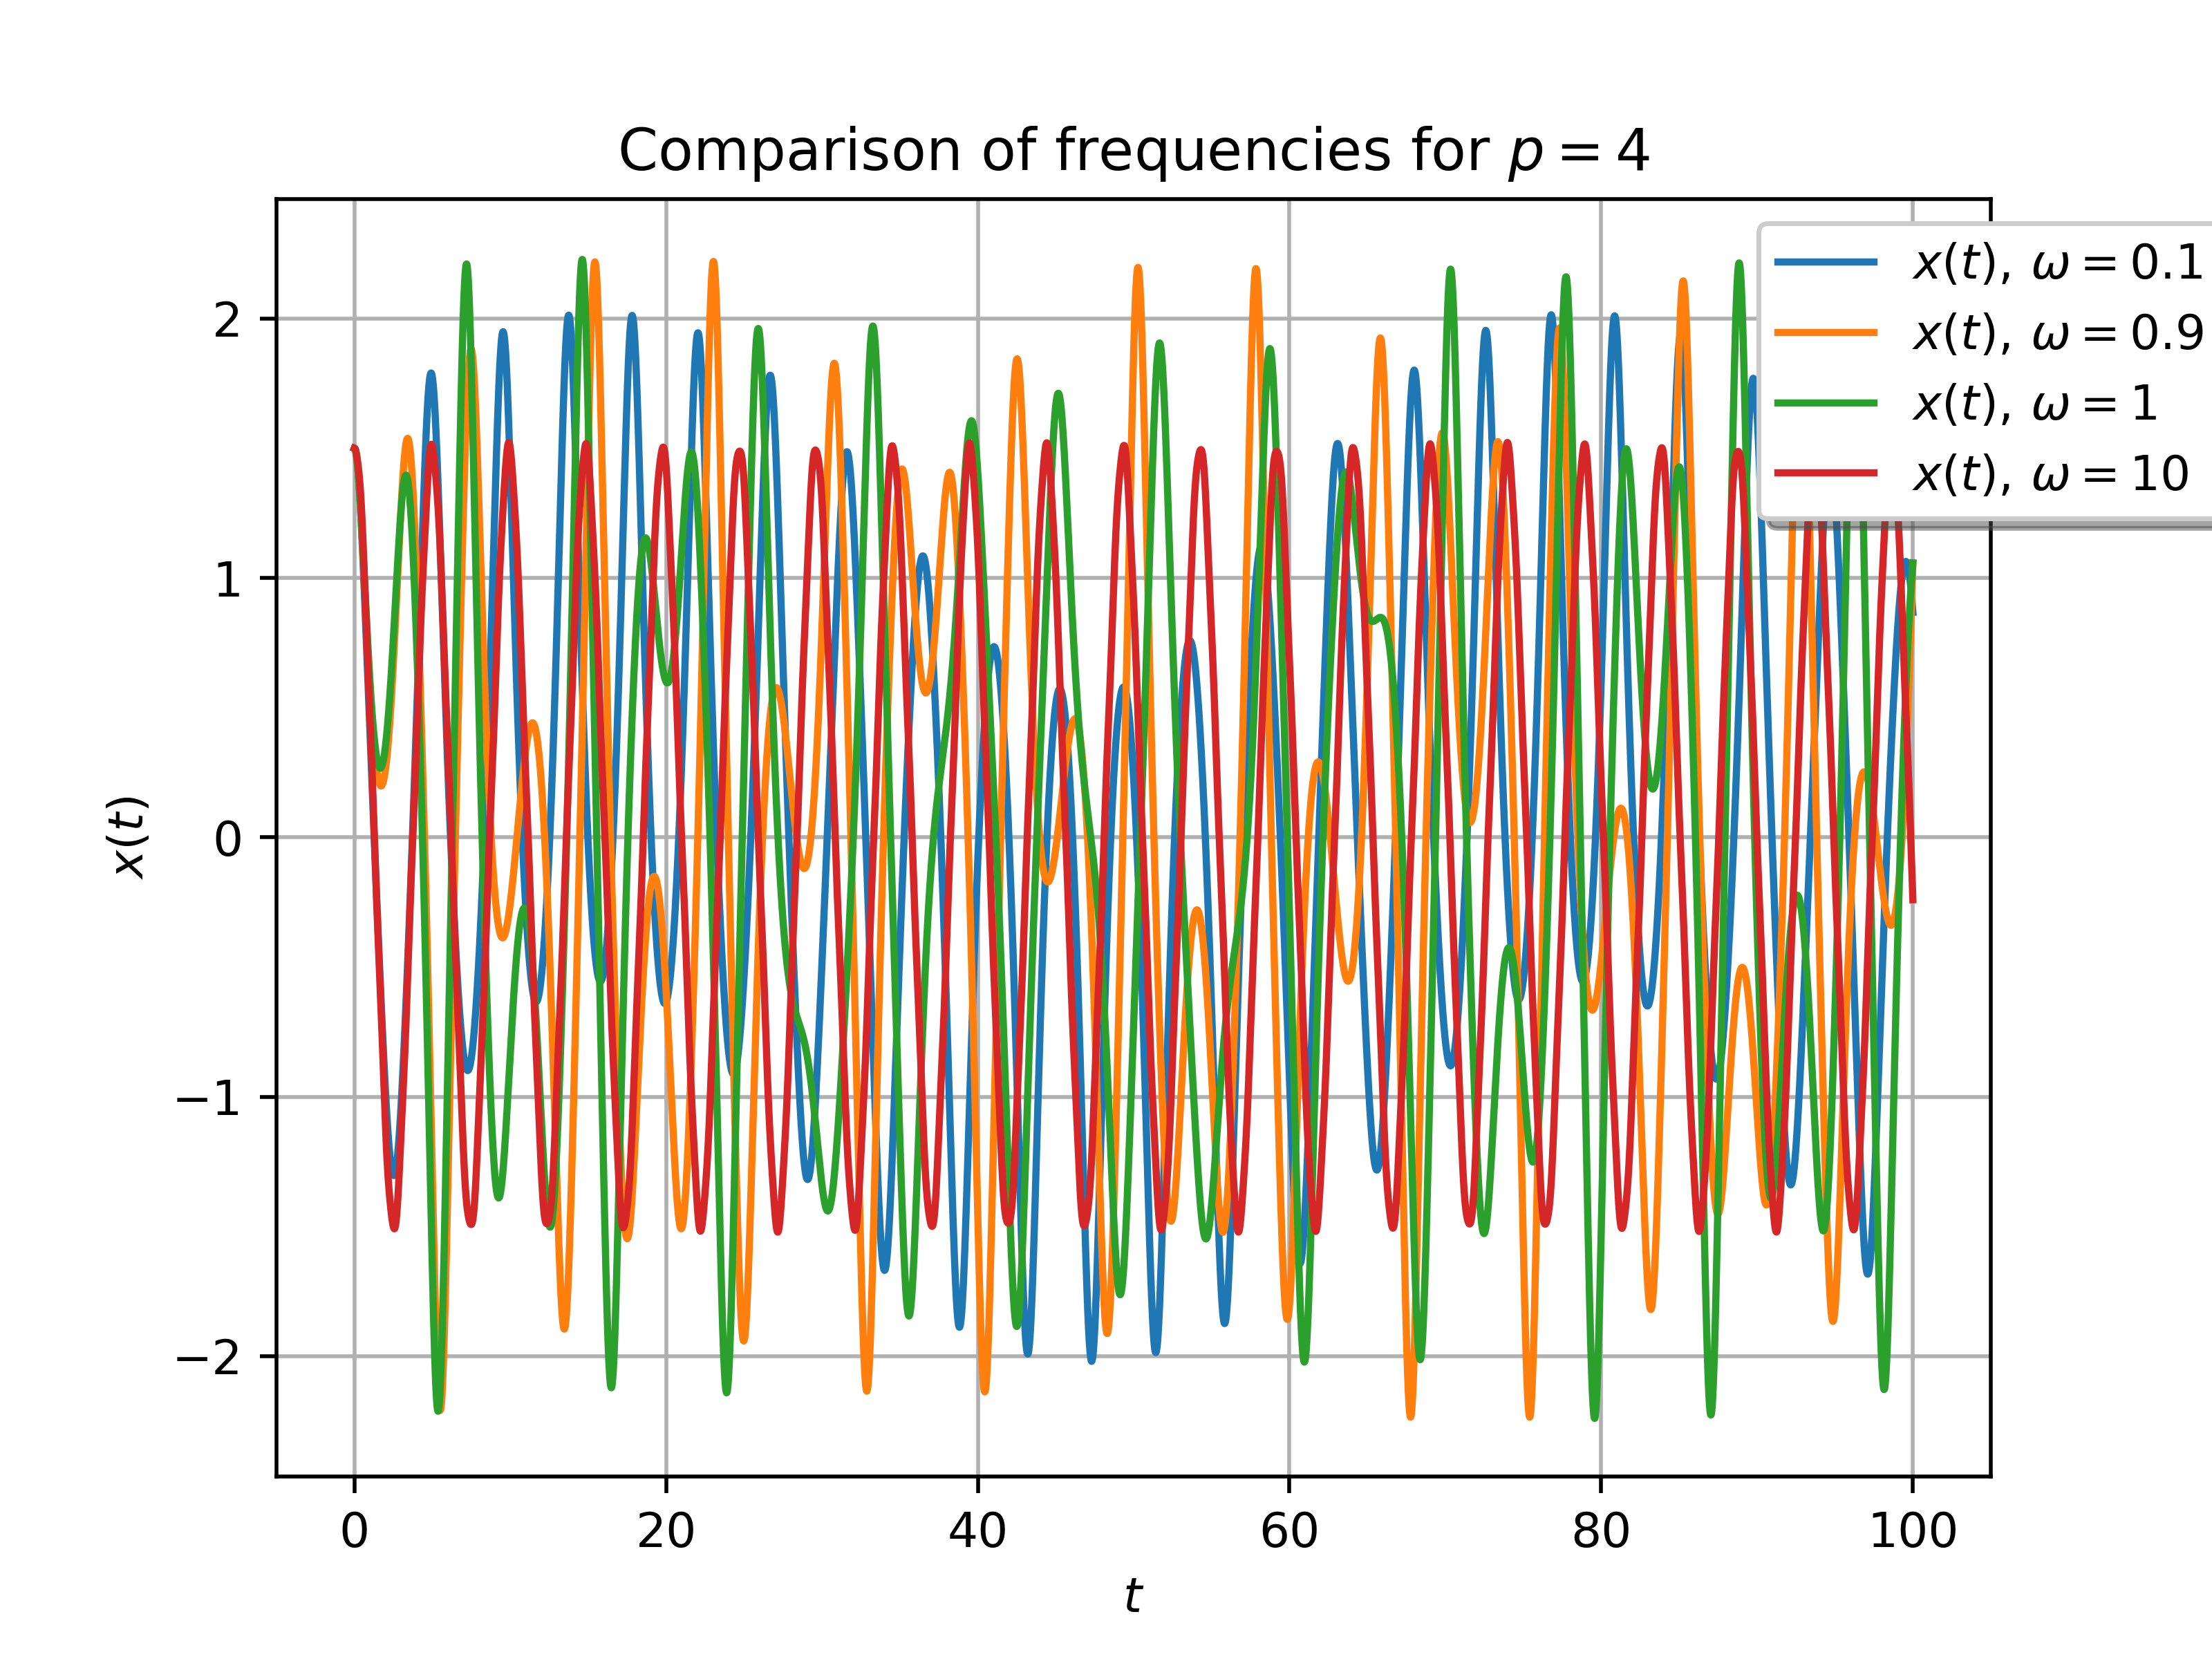 Comparison of frequencies for p = 4
x(t), ω = 0.1
x(t), ω = 0.9
x(t), ω = 1
x(t), ω = 10
2
1
0
−1
−2
x(t)
0 20 40 60 80 100
t